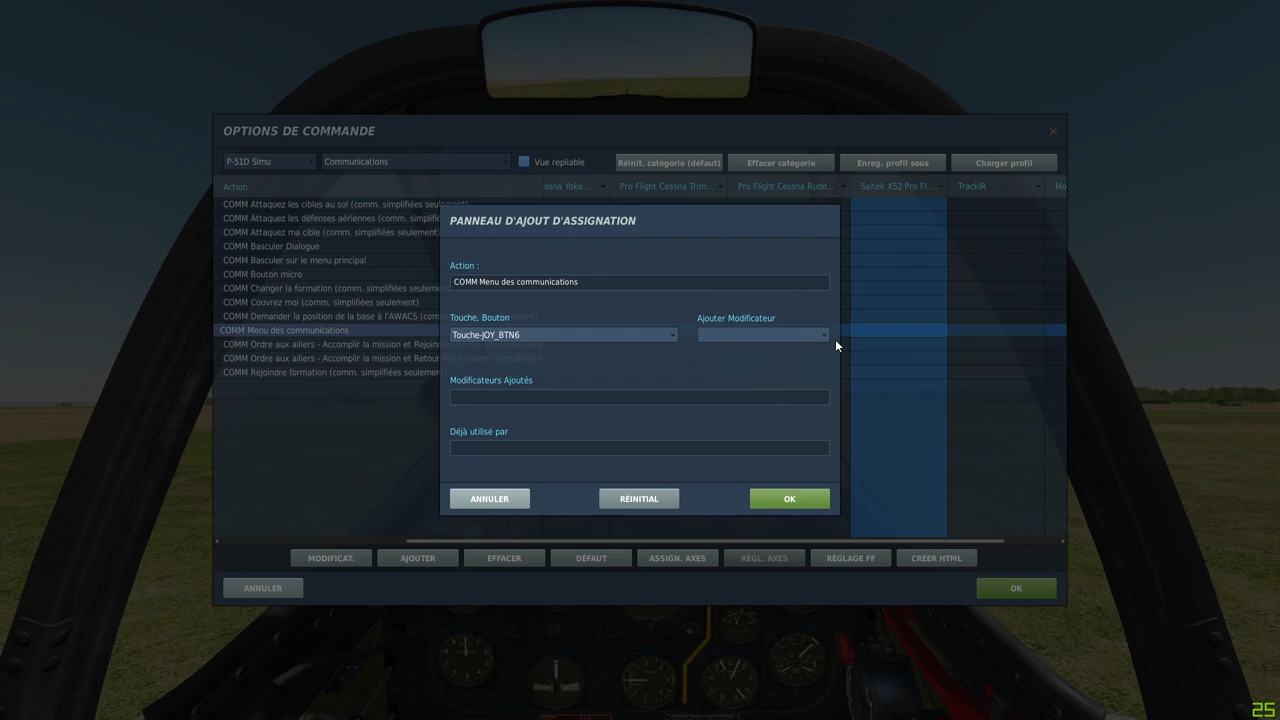 OPTIONS DE COMMANDE
P-51D Simu
Communications
Vue repliable
Réinit. catégorie (défaut)
Effacer catégorie
Enreg. profil sous
Charger profil
Action
ssna Yoke ...
Pro Flight Cessna Trim...
Pro Flight Cessna Rudd...
Saitek X52 Pro Fl...
TrackIR
Mo
COMM Attaquez les cibles au sol (comm. simplifiées seulement)
COMM Attaquez les défenses aériennes (comm. simplifi
COMM Attaquez ma cible (comm. simplifiées seulement)
COMM Basculer Dialogue
COMM Basculer sur le menu principal
COMM Bouton micro
COMM Changer la formation (comm. simplifiées seuleme
COMM Couvrez moi (comm. simplifiées seulement)
COMM Demander la position de la base à l'AWACS (com
COMM Menu des communications
COMM Ordre aux ailiers - Accomplir la mission et Rejoin
COMM Ordre aux ailiers - Accomplir la mission et Retour
COMM Rejoindre formation (comm. simplifiées seulemen
PANNEAU D'AJOUT D'ASSIGNATION
Action :
COMM Menu des communications
Touche, Bouton
Ajouter Modificateur
Touche-JOY_BTN6
Modificateurs Ajoutés
Déjà utilisé par
ANNULER
RÉINITIAL
OK
MODIFICAT.
AJOUTER
EFFACER
DÉFAUT
ASSIGN. AXES
RÉGL. AXES
RÉGLAGE FF
CRÉER HTML
ANNULER
OK
25